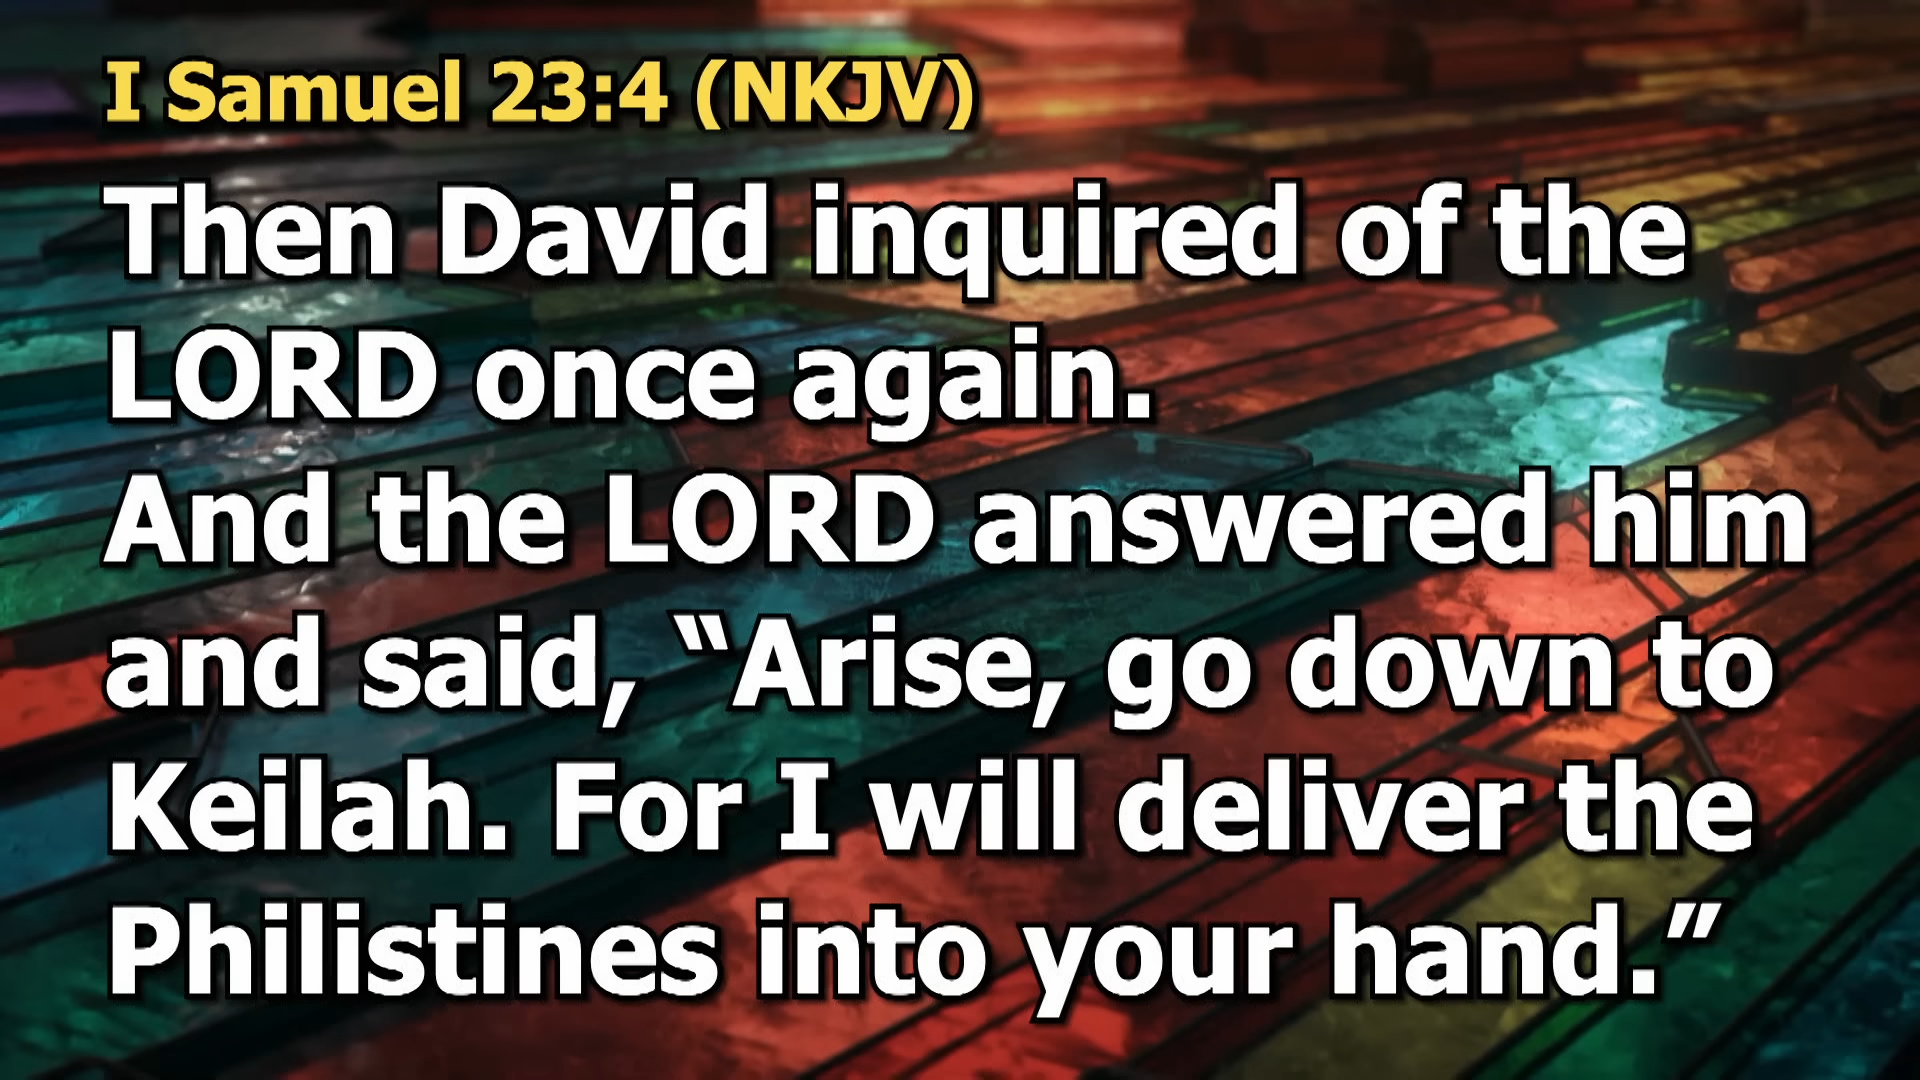 I Samuel 23:4 (NKJV)
Then David inquired of the
LORD once again.
And the LORD answered him
and said, “Arise, go down to
Keilah. For I will deliver the
Philistines into your hand.”